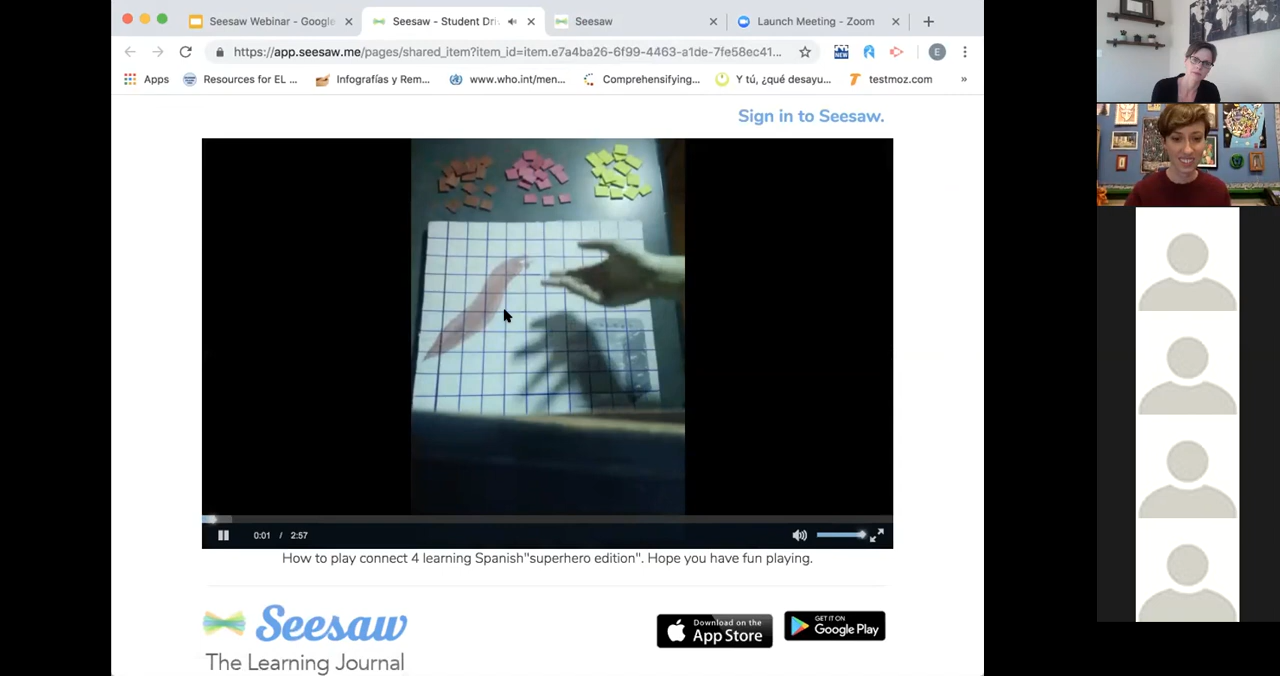 Seesaw Webinar - Google
Seesaw - Student Dri
Seesaw
Launch Meeting - Zoom
https://app.seesaw.me/pages/shared_item?item_id=item.e7a4ba26-6f99-4463-a1de-7fe58ec41...
NEW
E
Apps
Resources for EL ...
Infografías y Rem...
www.who.int/men...
Comprehensifying...
Y tú, ¿qué desayu...
testmoz.com
»
Sign in to Seesaw.
0:01 / 2:57
How to play connect 4 learning Spanish"superhero edition". Hope you have fun playing.
Seesaw
The Learning Journal
Download on the
App Store
GET IT ON
Google Play